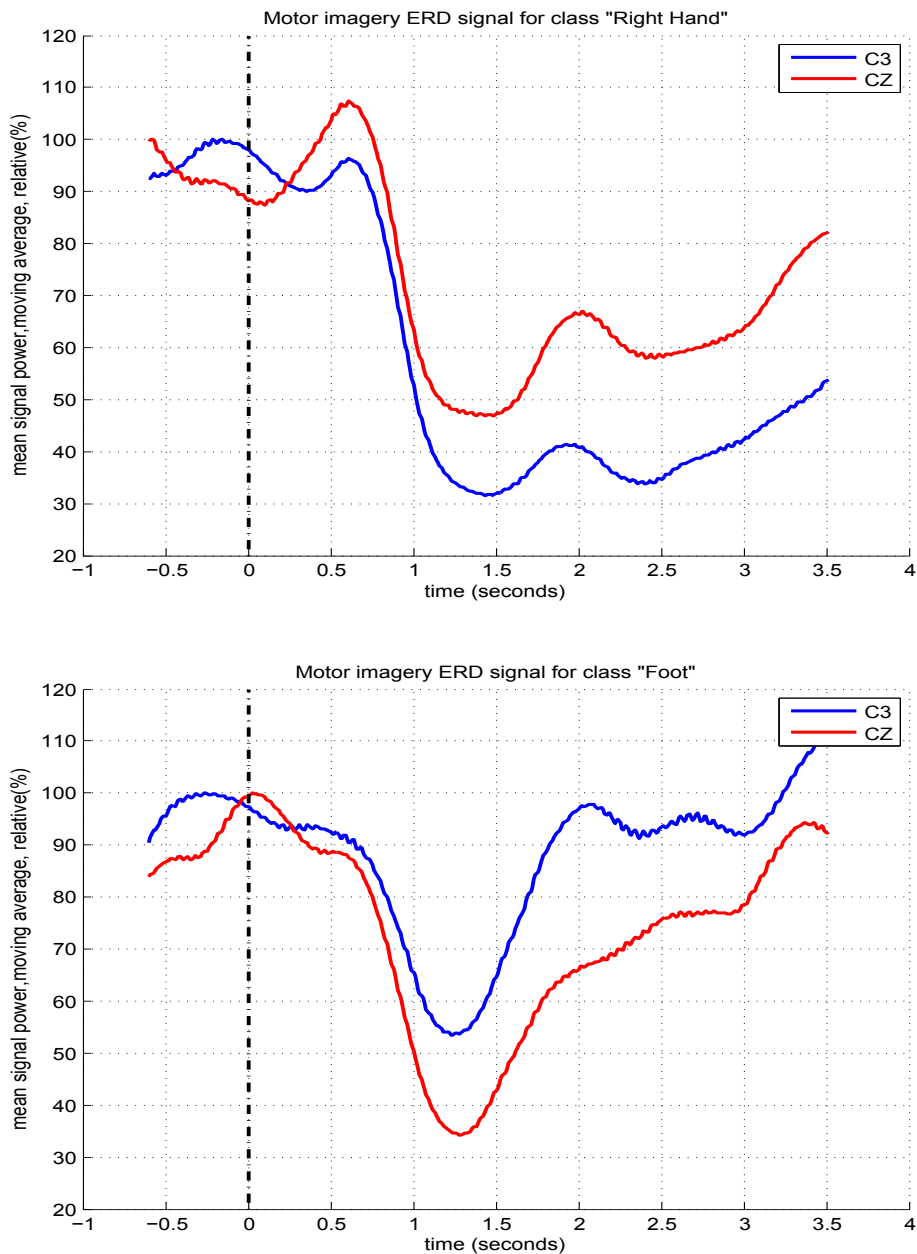 Motor imagery ERD signal for class "Right Hand"
120
110
100
90
80
70
60
50
40
30
20
mean signal power,moving average, relative(%)
C3
CZ
−1 −0.5 0 0.5 1 1.5 2 2.5 3 3.5 4
time (seconds)
Motor imagery ERD signal for class "Foot"
120
110
100
90
80
70
60
50
40
30
20
mean signal power,moving average, relative(%)
C3
CZ
−1 −0.5 0 0.5 1 1.5 2 2.5 3 3.5 4
time (seconds)